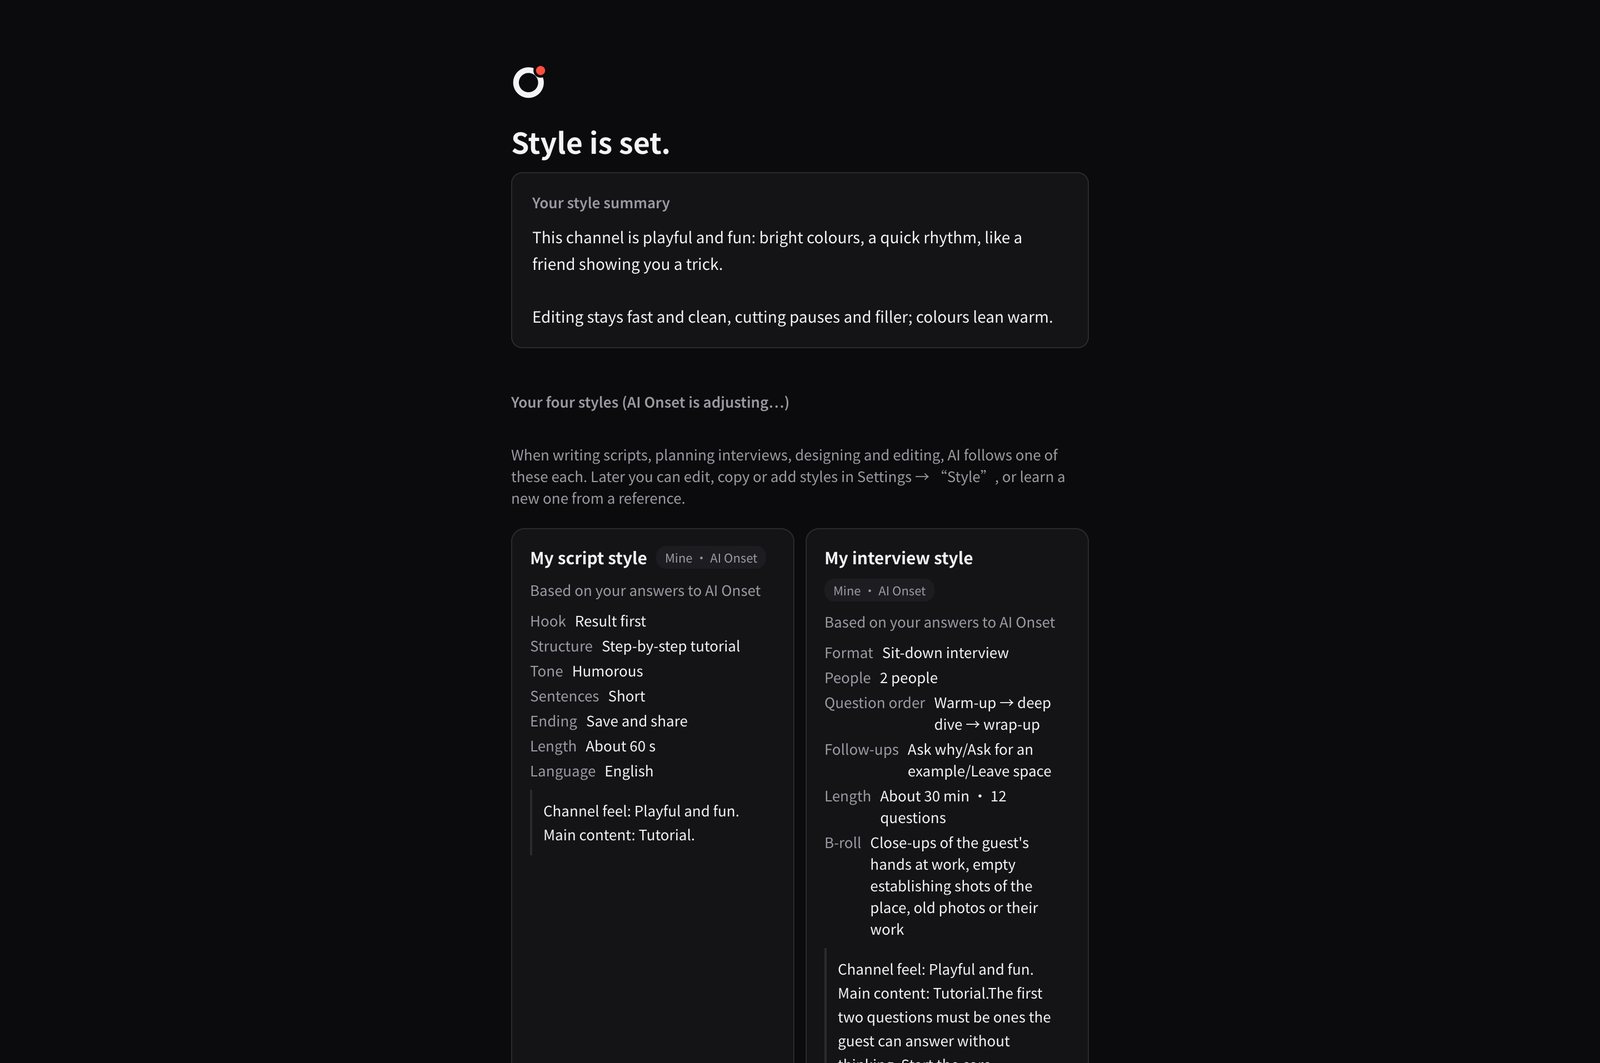 Style is set.
Your style summary
This channel is playful and fun: bright colours, a quick rhythm, like a
friend showing you a trick.
Editing stays fast and clean, cutting pauses and filler; colours lean warm.
Your four styles (AI Onset is adjusting…)
When writing scripts, planning interviews, designing and editing, AI follows one of
these each. Later you can edit, copy or add styles in Settings → “Style”, or learn a
new one from a reference.
My script style Mine・AI Onset
Based on your answers to AI Onset
Hook Result first
Structure Step-by-step tutorial
Tone Humorous
Sentences Short
Ending Save and share
Length About 60 s
Language English
Channel feel: Playful and fun.
Main content: Tutorial.
My interview style
Mine・AI Onset
Based on your answers to AI Onset
Format Sit-down interview
People 2 people
Question order Warm-up → deep
dive → wrap-up
Follow-ups Ask why/Ask for an
example/Leave space
Length About 30 min・12
questions
B-roll Close-ups of the guest's
hands at work, empty
establishing shots of the
place, old photos or their
work
Channel feel: Playful and fun.
Main content: Tutorial.The first
two questions must be ones the
guest can answer without